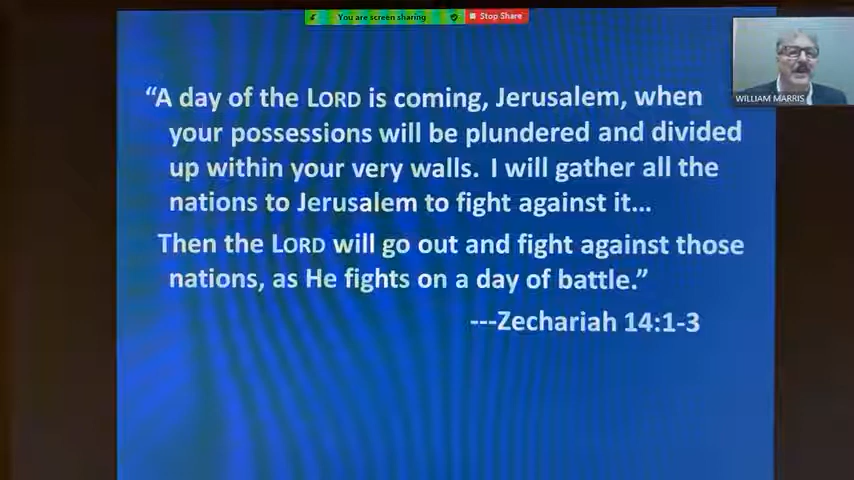 You are screen sharing
Stop Share
WILLIAM MARRIS
“A day of the LORD is coming, Jerusalem, when
your possessions will be plundered and divided
up within your very walls.  I will gather all the
nations to Jerusalem to fight against it...
Then the LORD will go out and fight against those
nations, as He fights on a day of battle.”
---Zechariah 14:1-3